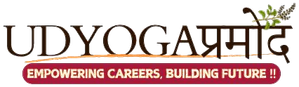 UDYOGAप्रमोद
EMPOWERING CAREERS, BUILDING FUTURE !!